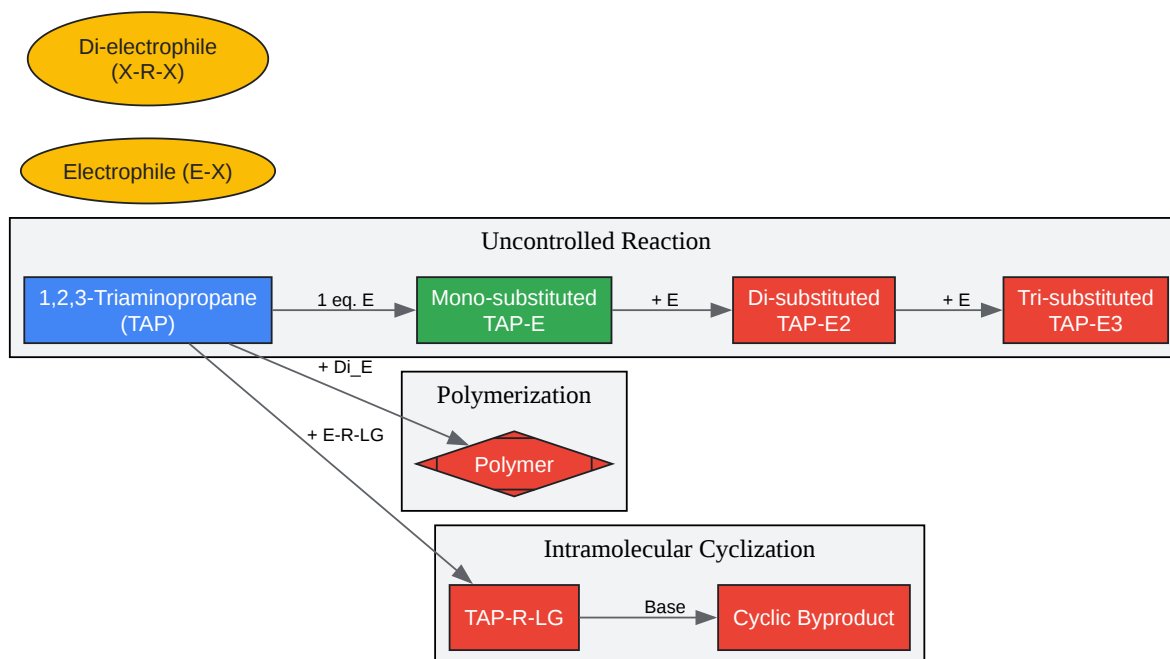 Di-electrophile
(X-R-X)
Electrophile (E-X)
Uncontrolled Reaction
1,2,3-Triaminopropane
(TAP)
1 eq. E
Mono-substituted
TAP-E
+ E
Di-substituted
TAP-E2
+ E
Tri-substituted
TAP-E3
+ Di_E
Polymerization
Polymer
+ E-R-LG
Intramolecular Cyclization
TAP-R-LG
Base
Cyclic Byproduct